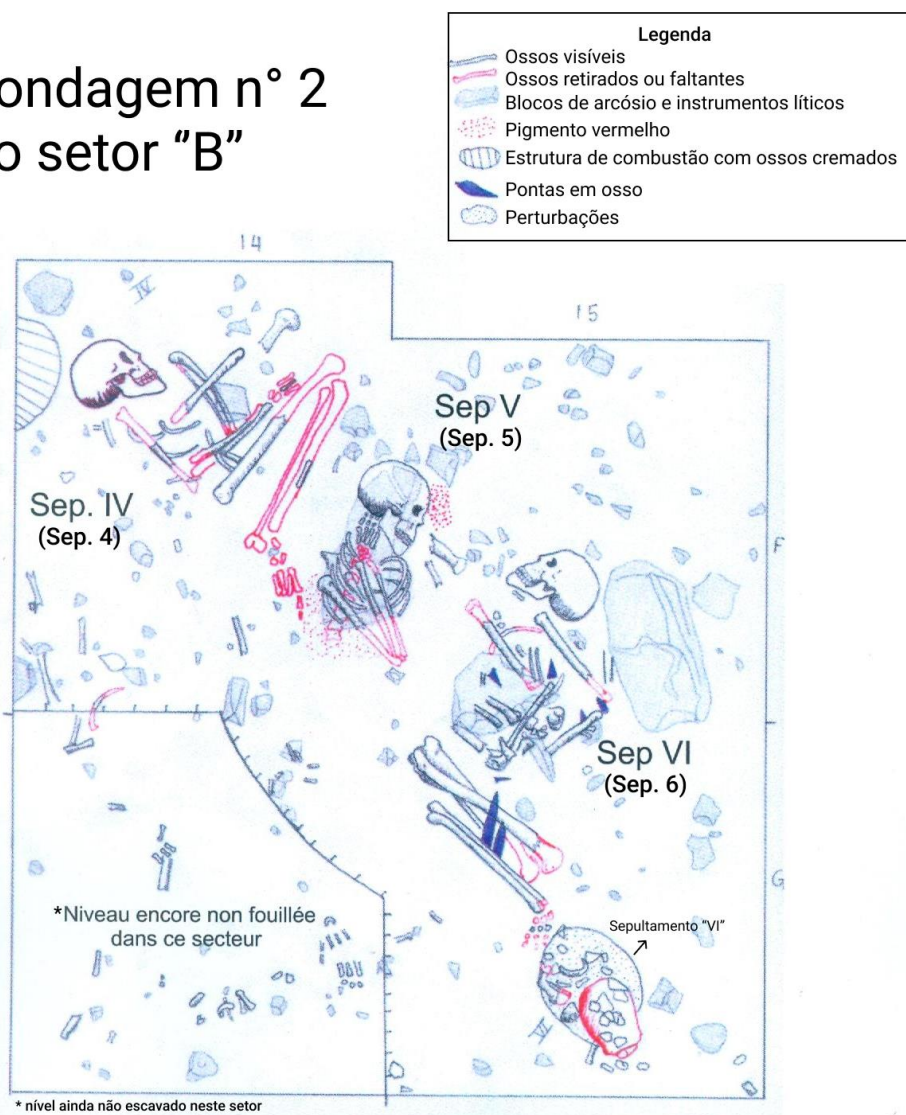 ondagem n° 2
o setor “B”
Legenda
Ossos visíveis
Ossos retirados ou faltantes
Blocos de arcósio e instrumentos líticos
Pigmento vermelho
Estrutura de combustão com ossos cremados
Pontas em osso
Perturbações
14
15
IV
Sep V
(Sep. 5)
Sep. IV
(Sep. 4)
F
Sep VI
(Sep. 6)
G
*Niveau encore non fouillée
dans ce secteur
Sepultamento “VI”
* nível ainda não escavado neste setor